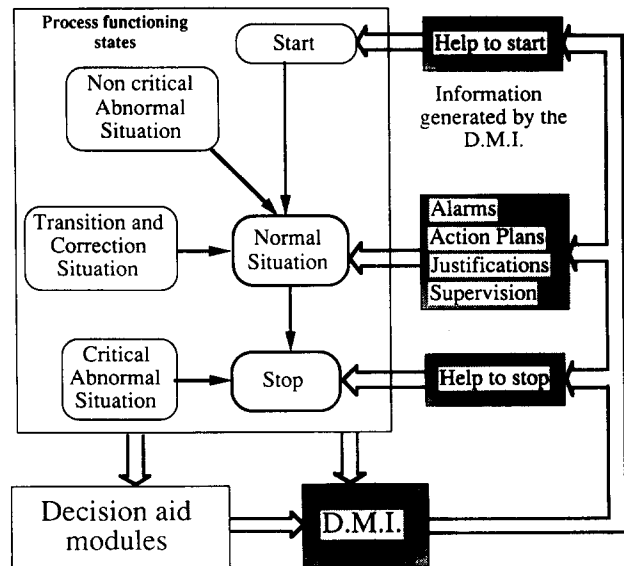 Process functioning
states
Start
Help to start
Non critical
Abnormal
Situation
Information
generated by the
D.M.I.
Transition and
Correction
Situation
Normal
Situation
Alarms
Action Plans
Justifications
Supervision
Critical
Abnormal
Situation
Stop
Help to stop
Decision aid
modules
D.M.I.